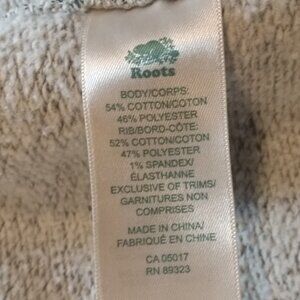 Roots
BODY/CORPS:
54% COTTON/COTON
46% POLYESTER
RIB/BORD-CÔTE:
52% COTTON/COTON
47% POLYESTER
1% SPANDEX/
ÉLASTHANNE
EXCLUSIVE OF TRIMS/
GARNITURES NON
COMPRISES
MADE IN CHINA/
FABRIQUÉ EN CHINE
CA 05017
RN 89323